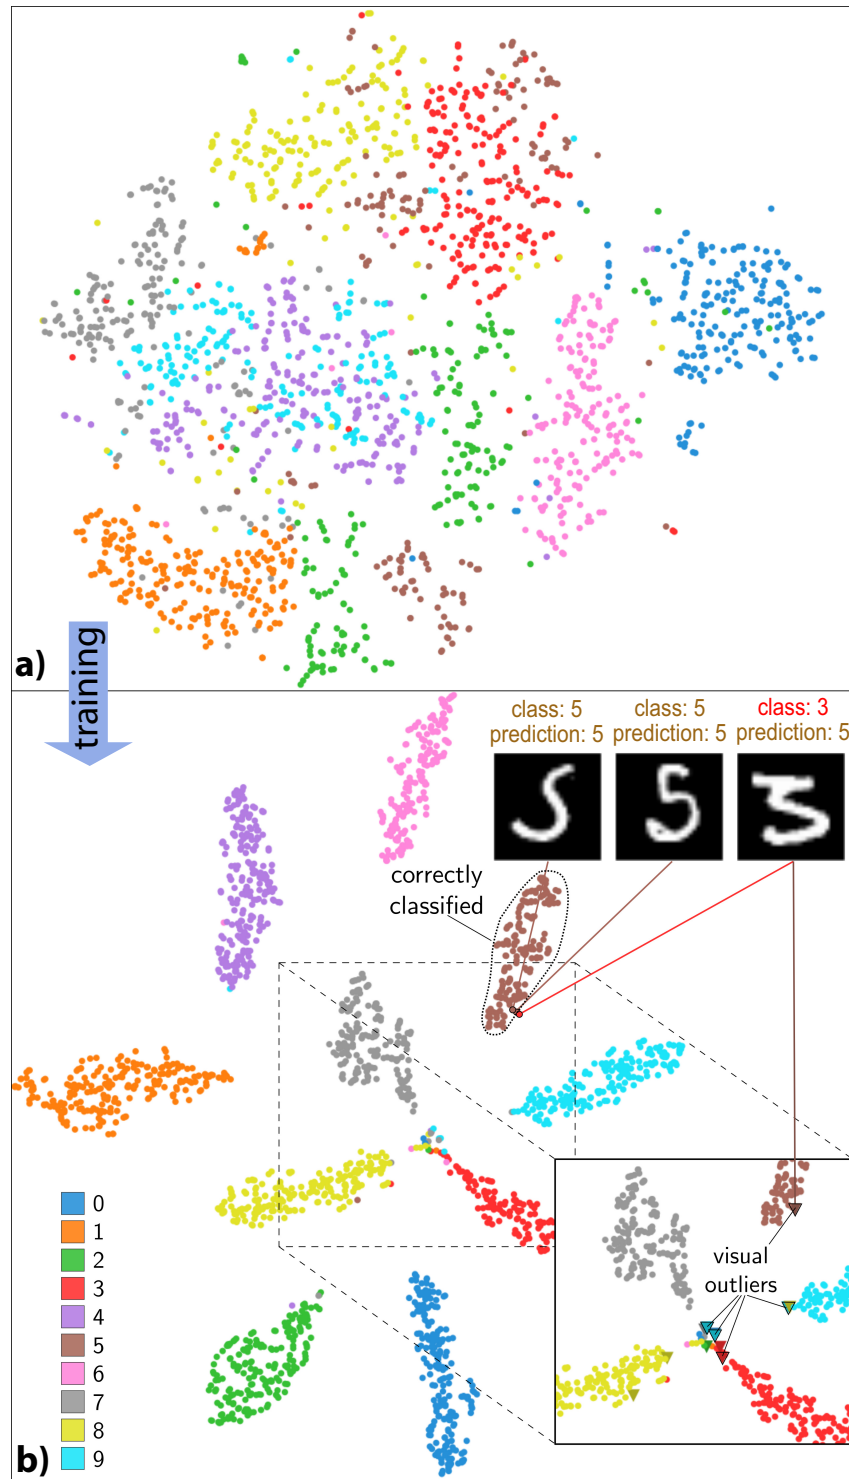 a)
training
class: 5
prediction: 5
class: 5
prediction: 5
class: 3
prediction: 5
correctly
classified
visual
outliers
0
1
2
3
4
5
6
7
8
9
b)